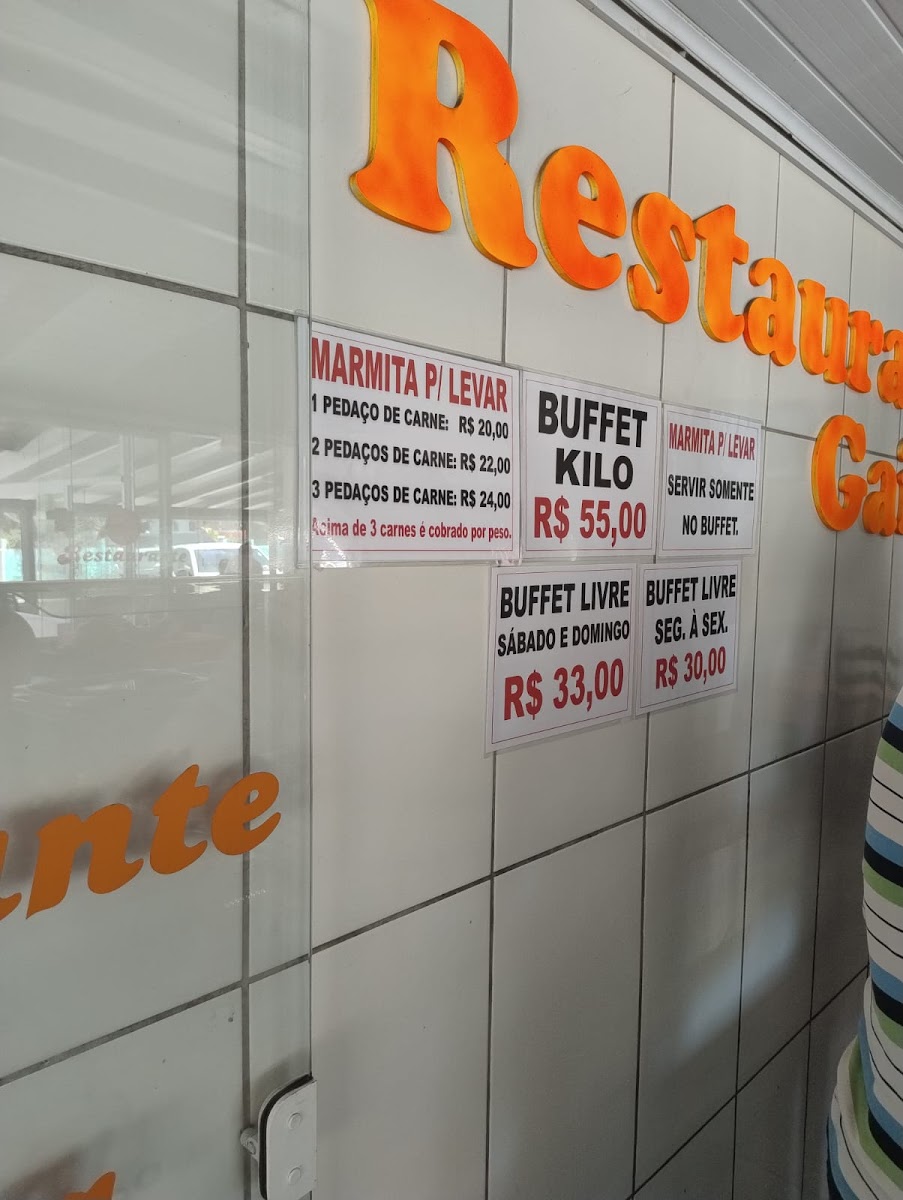 Restaura
Ga
MARMITA P/ LEVAR
1 PEDAÇO DE CARNE: R$ 20,00
2 PEDAÇOS DE CARNE: R$ 22,00
3 PEDAÇOS DE CARNE: R$ 24,00
Acima de 3 carnes é cobrado por peso.
BUFFET
KILO
R$ 55,00
MARMITA P/ LEVAR
SERVIR SOMENTE
NO BUFFET.
BUFFET LIVRE
SÁBADO E DOMINGO
R$ 33,00
BUFFET LIVRE
SEG. À SEX.
R$ 30,00
Restaurante
ante